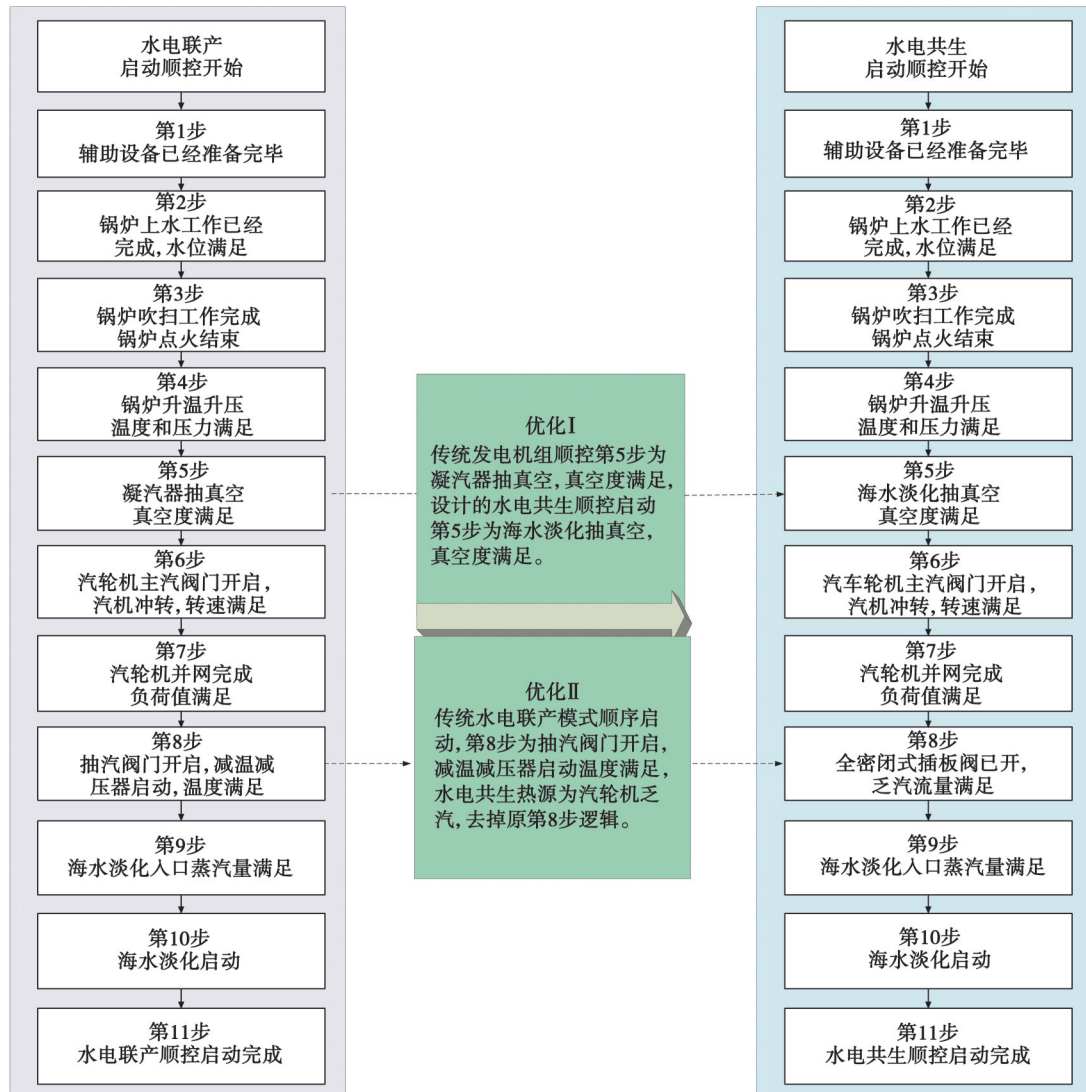 水电联产
启动顺控开始
第1步
辅助设备已经准备完毕
第2步
锅炉上水工作已经
完成,水位满足
第3步
锅炉吹扫工作完成
锅炉点火结束
第4步
锅炉升温升压
温度和压力满足
第5步
凝汽器抽真空
真空度满足
第6步
汽轮机主汽阀门开启,
汽机冲转,转速满足
第7步
汽轮机并网完成
负荷值满足
第8步
抽汽阀门开启,减温减
压器启动,温度满足
第9步
海水淡化入口蒸汽量满足
第10步
海水淡化启动
第11步
水电联产顺控启动完成
优化Ⅰ
传统发电机组顺控第5步为
凝汽器抽真空,真空度满足,
设计的水电共生顺控启动
第5步为海水淡化抽真空,
真空度满足。
优化Ⅱ
传统水电联产模式顺序启
动,第8步为抽汽阀门开启,
减温减压器启动温度满足,
水电共生热源为汽轮机乏
汽,去掉原第8步逻辑。
水电共生
启动顺控开始
第1步
辅助设备已经准备完毕
第2步
锅炉上水工作已经
完成,水位满足
第3步
锅炉吹扫工作完成
锅炉点火结束
第4步
锅炉升温升压
温度和压力满足
第5步
海水淡化抽真空
真空度满足
第6步
汽车轮机主汽阀门开启,
汽机冲转,转速满足
第7步
汽轮机并网完成
负荷值满足
第8步
全密闭式插板阀已开,
乏汽流量满足
第9步
海水淡化入口蒸汽量满足
第10步
海水淡化启动
第11步
水电共生顺控启动完成